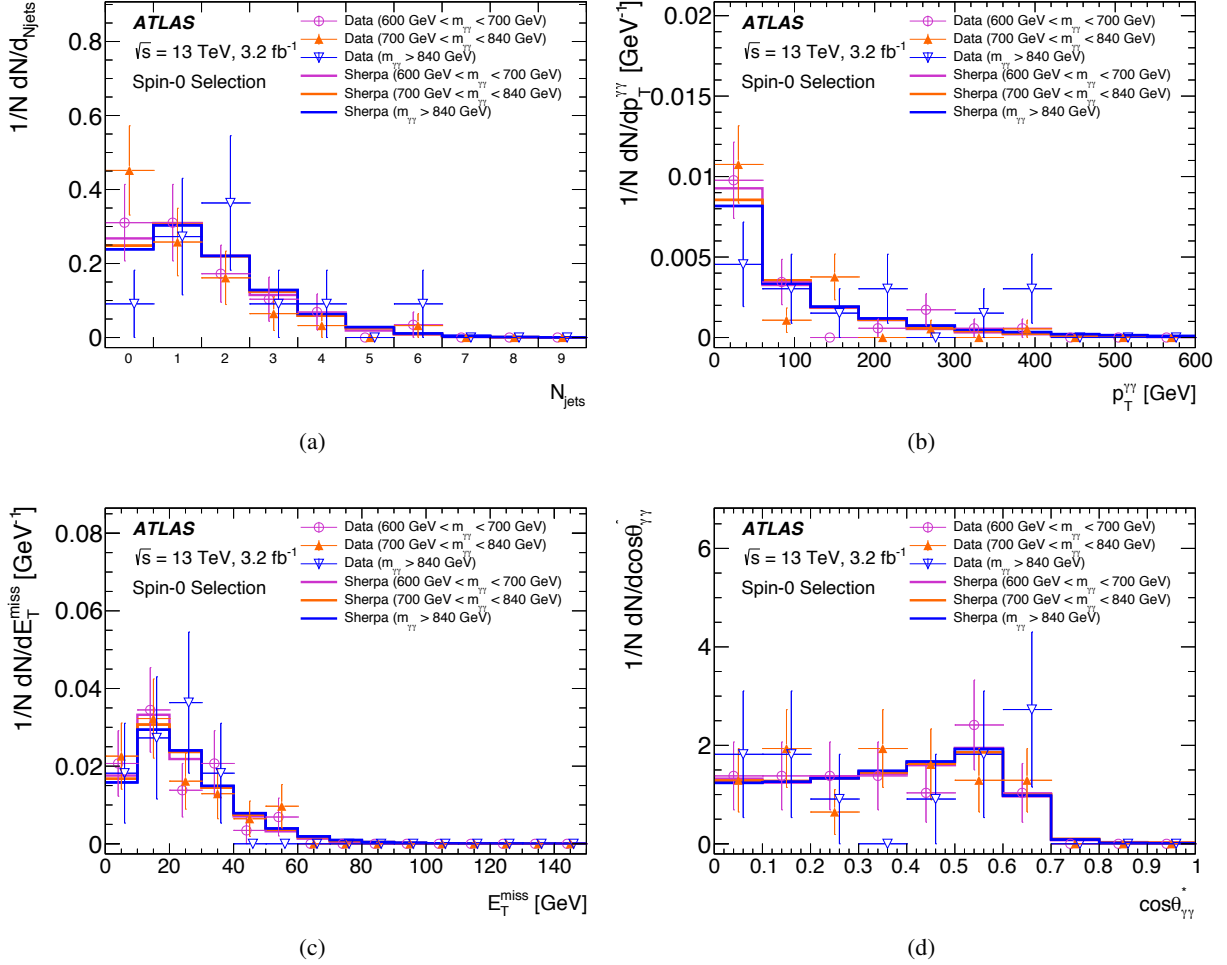 1/N dN/d_Njets
ATLAS
√s = 13 TeV, 3.2 fb⁻¹
Spin-0 Selection
Data (600 GeV < m_γγ < 700 GeV)
Data (700 GeV < m_γγ < 840 GeV)
Data (m_γγ > 840 GeV)
Sherpa (600 GeV < m_γγ < 700 GeV)
Sherpa (700 GeV < m_γγ < 840 GeV)
Sherpa (m_γγ > 840 GeV)
0.8
0.6
0.4
0.2
0
0 1 2 3 4 5 6 7 8 9
N_jets
(a)
1/N dN/dp_T^γγ [GeV⁻¹]
ATLAS
√s = 13 TeV, 3.2 fb⁻¹
Spin-0 Selection
Data (600 GeV < m_γγ < 700 GeV)
Data (700 GeV < m_γγ < 840 GeV)
Data (m_γγ > 840 GeV)
Sherpa (600 GeV < m_γγ < 700 GeV)
Sherpa (700 GeV < m_γγ < 840 GeV)
Sherpa (m_γγ > 840 GeV)
0.02
0.015
0.01
0.005
0
0 100 200 300 400 500 600
p_T^γγ [GeV]
(b)
1/N dN/dE_T^miss [GeV⁻¹]
ATLAS
√s = 13 TeV, 3.2 fb⁻¹
Spin-0 Selection
Data (600 GeV < m_γγ < 700 GeV)
Data (700 GeV < m_γγ < 840 GeV)
Data (m_γγ > 840 GeV)
Sherpa (600 GeV < m_γγ < 700 GeV)
Sherpa (700 GeV < m_γγ < 840 GeV)
Sherpa (m_γγ > 840 GeV)
0.08
0.06
0.04
0.02
0
0 20 40 60 80 100 120 140
E_T^miss [GeV]
(c)
1/N dN/dcosθ*_γγ
ATLAS
√s = 13 TeV, 3.2 fb⁻¹
Spin-0 Selection
Data (600 GeV < m_γγ < 700 GeV)
Data (700 GeV < m_γγ < 840 GeV)
Data (m_γγ > 840 GeV)
Sherpa (600 GeV < m_γγ < 700 GeV)
Sherpa (700 GeV < m_γγ < 840 GeV)
Sherpa (m_γγ > 840 GeV)
6
4
2
0
0 0.1 0.2 0.3 0.4 0.5 0.6 0.7 0.8 0.9 1
cosθ*_γγ
(d)